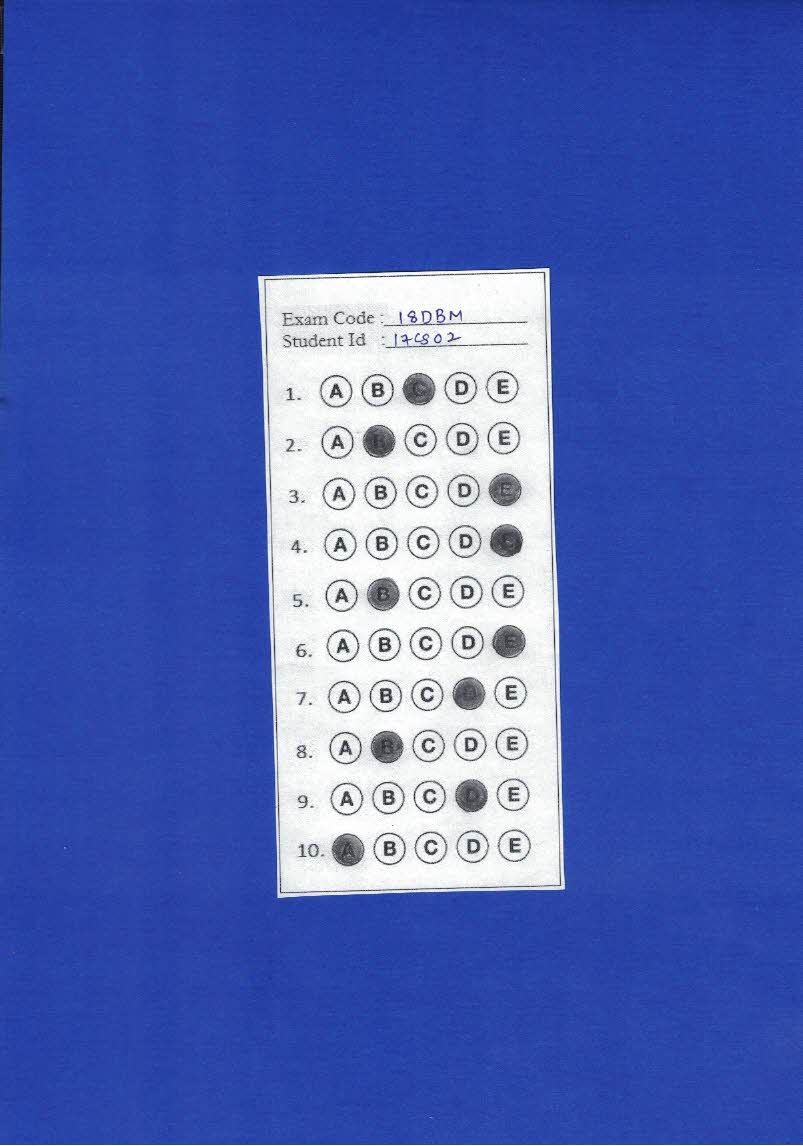 Exam Code : 18DBM
Student Id : 17CS02
1. A B C D E
2. A B C D E
3. A B C D E
4. A B C D E
5. A B C D E
6. A B C D E
7. A B C D E
8. A B C D E
9. A B C D E
10. A B C D E